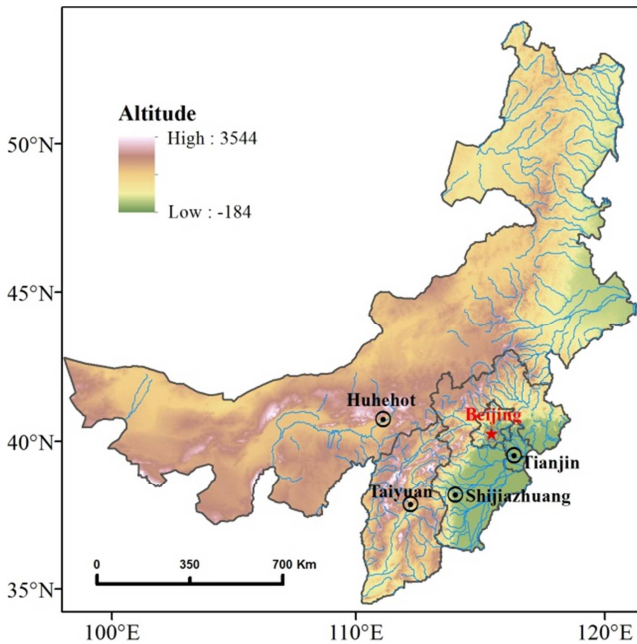 Altitude
High : 3544
Low : -184
50°N
45°N
40°N
35°N
Huhehot
Beijing
Tianjin
Taiyuan
Shijiazhuang
0 350 700 Km
100°E 110°E 120°E